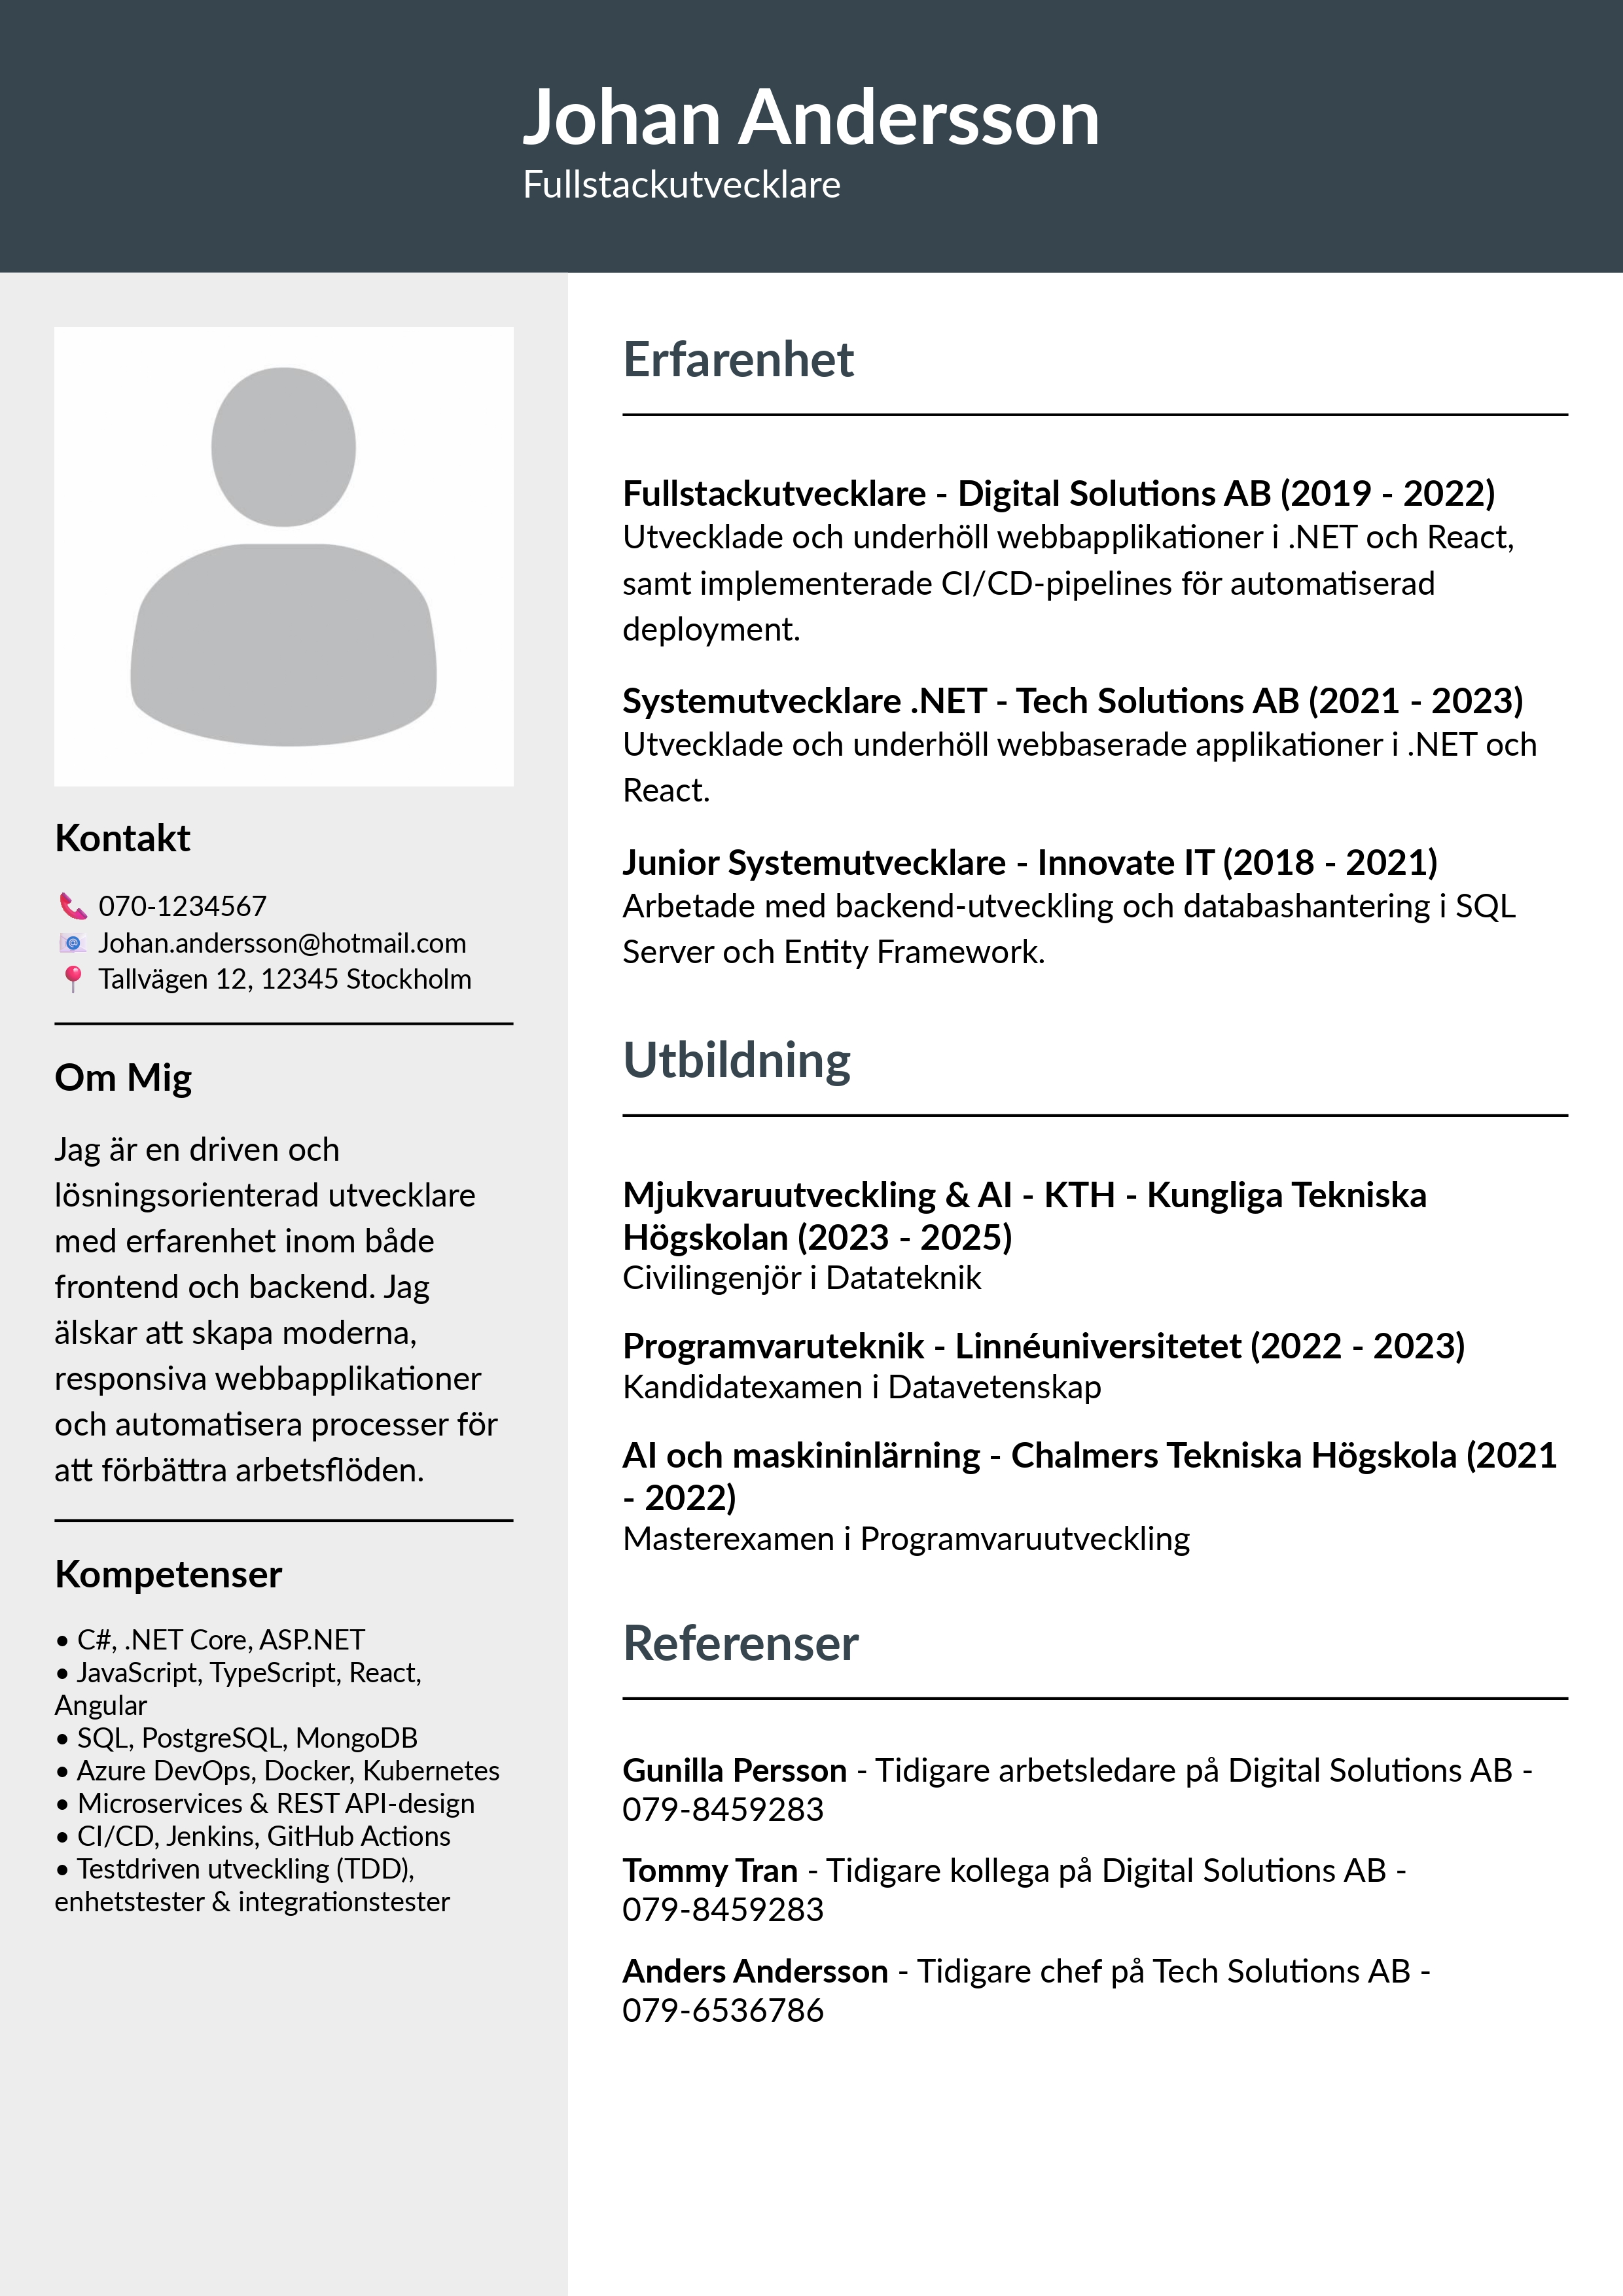 Johan Andersson
Fullstackutvecklare
Kontakt
070-1234567
Johan.andersson@hotmail.com
Tallvägen 12, 12345 Stockholm
Om Mig
Jag är en driven och
lösningsorienterad utvecklare
med erfarenhet inom både
frontend och backend. Jag
älskar att skapa moderna,
responsiva webbapplikationer
och automatisera processer för
att förbättra arbetsflöden.
Kompetenser
• C#, .NET Core, ASP.NET
• JavaScript, TypeScript, React,
Angular
• SQL, PostgreSQL, MongoDB
• Azure DevOps, Docker, Kubernetes
• Microservices & REST API-design
• CI/CD, Jenkins, GitHub Actions
• Testdriven utveckling (TDD),
enhetstester & integrationstester
Erfarenhet
Fullstackutvecklare - Digital Solutions AB (2019 - 2022)
Utvecklade och underhöll webbapplikationer i .NET och React,
samt implementerade CI/CD-pipelines för automatiserad
deployment.
Systemutvecklare .NET - Tech Solutions AB (2021 - 2023)
Utvecklade och underhöll webbaserade applikationer i .NET och
React.
Junior Systemutvecklare - Innovate IT (2018 - 2021)
Arbetade med backend-utveckling och databashantering i SQL
Server och Entity Framework.
Utbildning
Mjukvaruutveckling & AI - KTH - Kungliga Tekniska
Högskolan (2023 - 2025)
Civilingenjör i Datateknik
Programvaruteknik - Linnéuniversitetet (2022 - 2023)
Kandidatexamen i Datavetenskap
AI och maskininlärning - Chalmers Tekniska Högskola (2021
- 2022)
Masterexamen i Programvaruutveckling
Referenser
Gunilla Persson - Tidigare arbetsledare på Digital Solutions AB -
079-8459283
Tommy Tran - Tidigare kollega på Digital Solutions AB -
079-8459283
Anders Andersson - Tidigare chef på Tech Solutions AB -
079-6536786